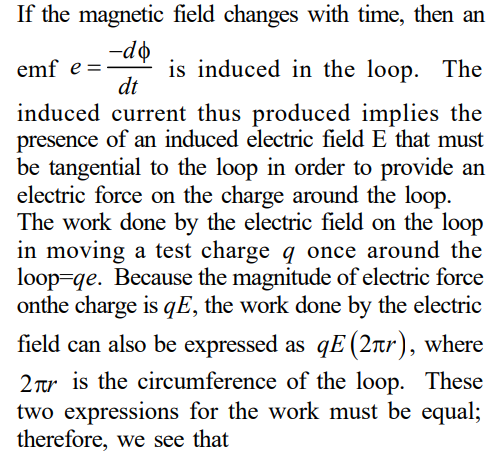 If the magnetic field changes with time, then an
emf e = −dϕ/dt is induced in the loop. The
induced current thus produced implies the
presence of an induced electric field E that must
be tangential to the loop in order to provide an
electric force on the charge around the loop.
The work done by the electric field on the loop
in moving a test charge q once around the
loop=qe. Because the magnitude of electric force
onthe charge is qE, the work done by the electric
field can also be expressed as qE(2πr), where
2πr is the circumference of the loop. These
two expressions for the work must be equal;
therefore, we see that